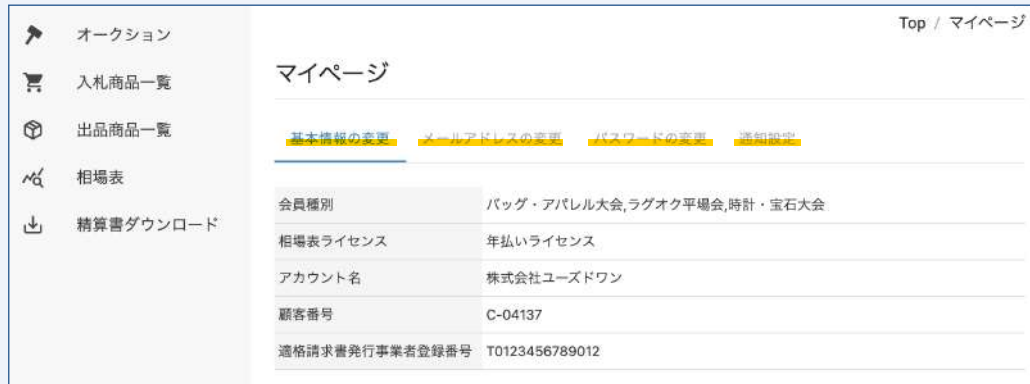 Top / マイページ
オークション
入札商品一覧
出品商品一覧
相場表
精算書ダウンロード
マイページ
基本情報の変更 メールアドレスの変更 パスワードの変更 通知設定
会員種別 バッグ・アパレル大会,ラグオク平場会,時計・宝石大会
相場表ライセンス 年払いライセンス
アカウント名 株式会社ユーズドワン
顧客番号 C-04137
適格請求書発行事業者登録番号 T0123456789012